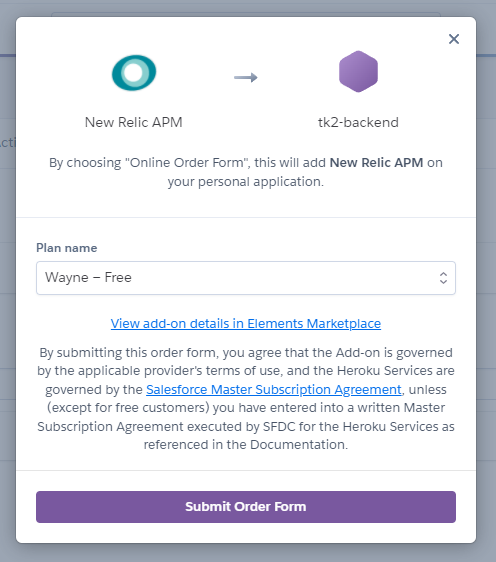 New Relic APM
tk2-backend
By choosing "Online Order Form", this will add New Relic APM on
your personal application.
Plan name
Wayne – Free
View add-on details in Elements Marketplace
By submitting this order form, you agree that the Add-on is governed
by the applicable provider's terms of use, and the Heroku Services are
governed by the Salesforce Master Subscription Agreement, unless
(except for free customers) you have entered into a written Master
Subscription Agreement executed by SFDC for the Heroku Services as
referenced in the Documentation.
Submit Order Form